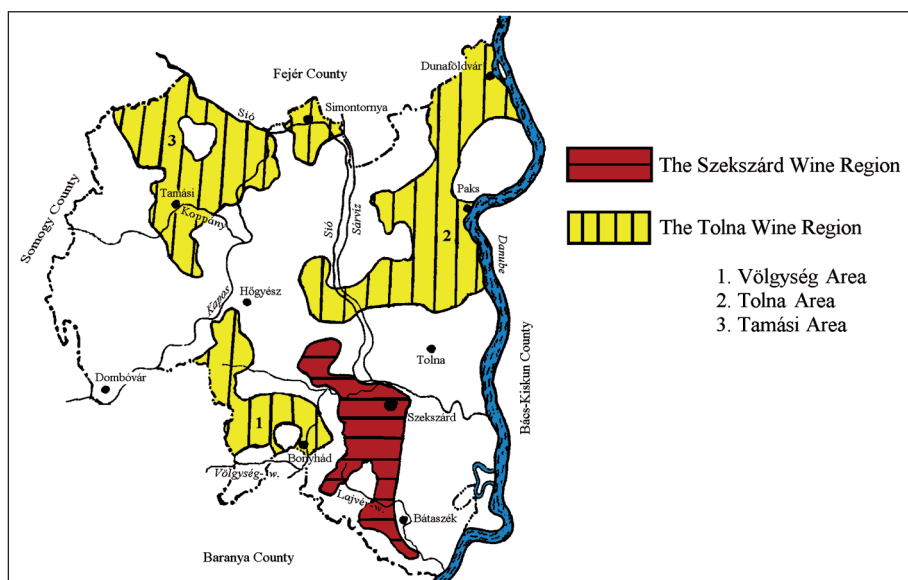 Dunaföldvár
Fejér County
Sió
Simontornya
3
The Szekszárd Wine Region
Tamási
Paks
Koppány
Somogy County
Sió
Sárvíz
2
The Tolna Wine Region
Danube
1. Völgység Area
Hőgyész
Kapos
2. Tolna Area
3. Tamási Area
Tolna
Bács-Kiskun County
Dombóvár
Szekszárd
1
Bonyhád
Völgység-w.
Lajvér-w.
Bátaszék
Baranya County